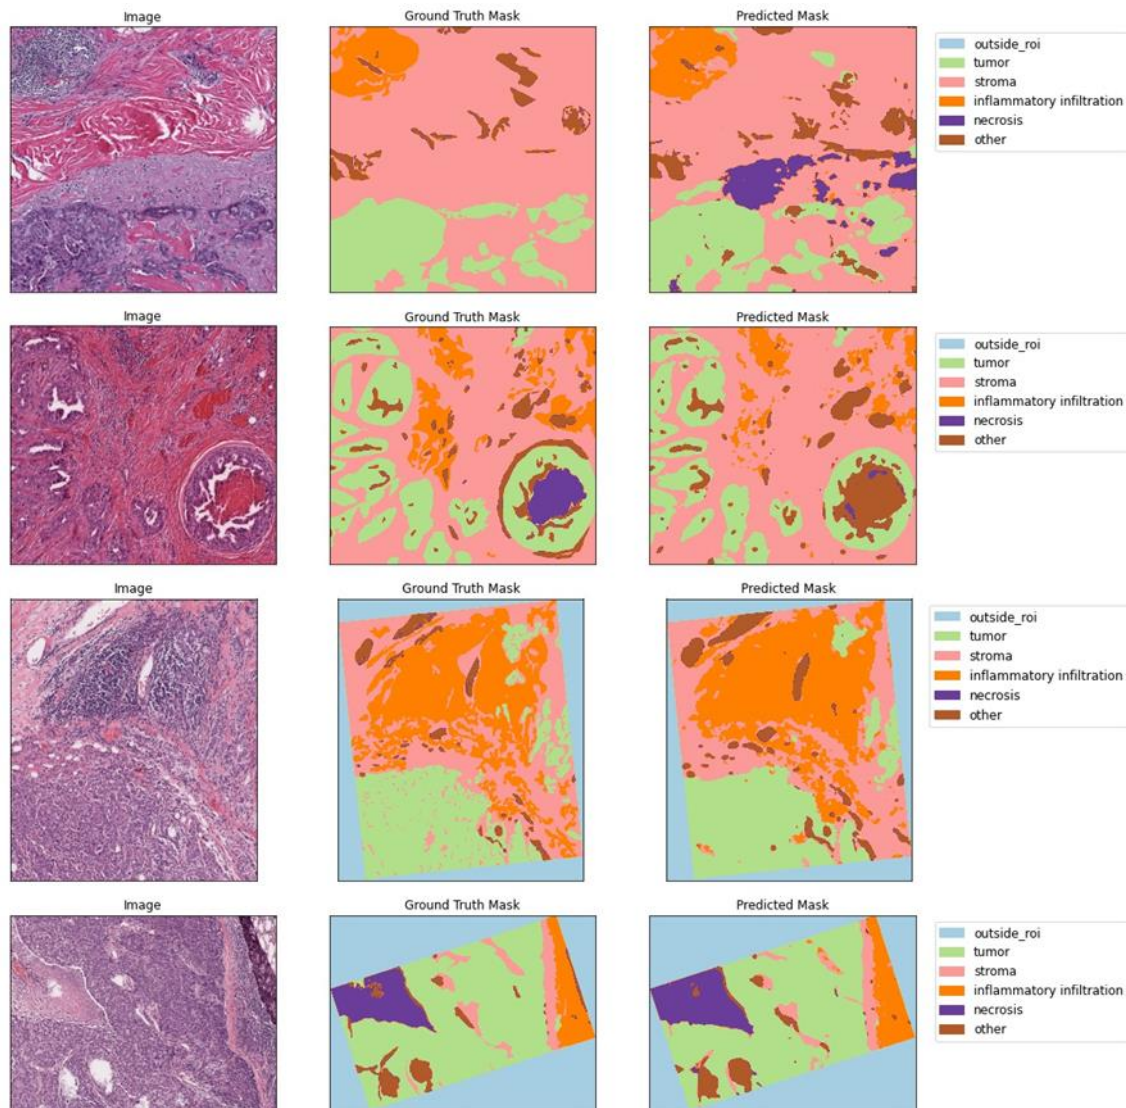 Image
Ground Truth Mask
Predicted Mask
outside_roi
tumor
stroma
inflammatory infiltration
necrosis
other
Image
Ground Truth Mask
Predicted Mask
outside_roi
tumor
stroma
inflammatory infiltration
necrosis
other
Image
Ground Truth Mask
Predicted Mask
outside_roi
tumor
stroma
inflammatory infiltration
necrosis
other
Image
Ground Truth Mask
Predicted Mask
outside_roi
tumor
stroma
inflammatory infiltration
necrosis
other